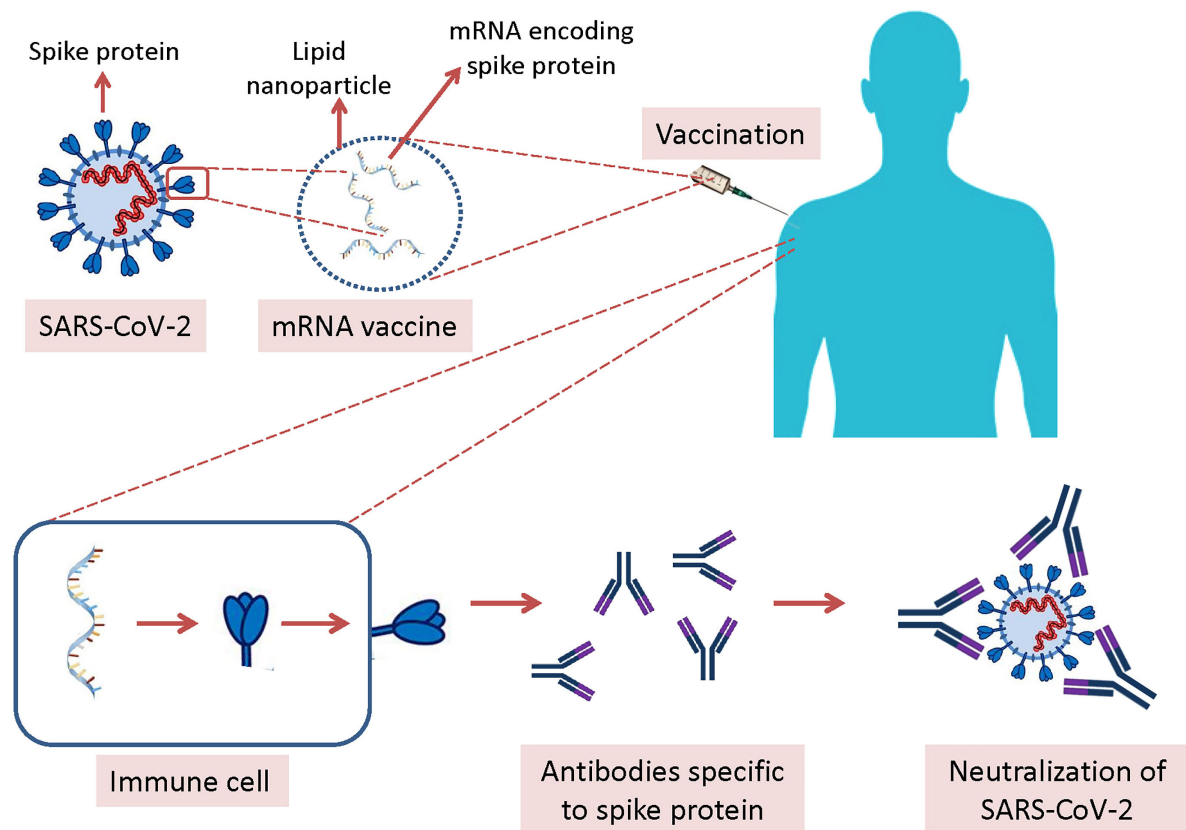 Spike protein
Lipid
nanoparticle
mRNA encoding
spike protein
Vaccination
SARS-CoV-2
mRNA vaccine
Immune cell
Antibodies specific
to spike protein
Neutralization of
SARS-CoV-2